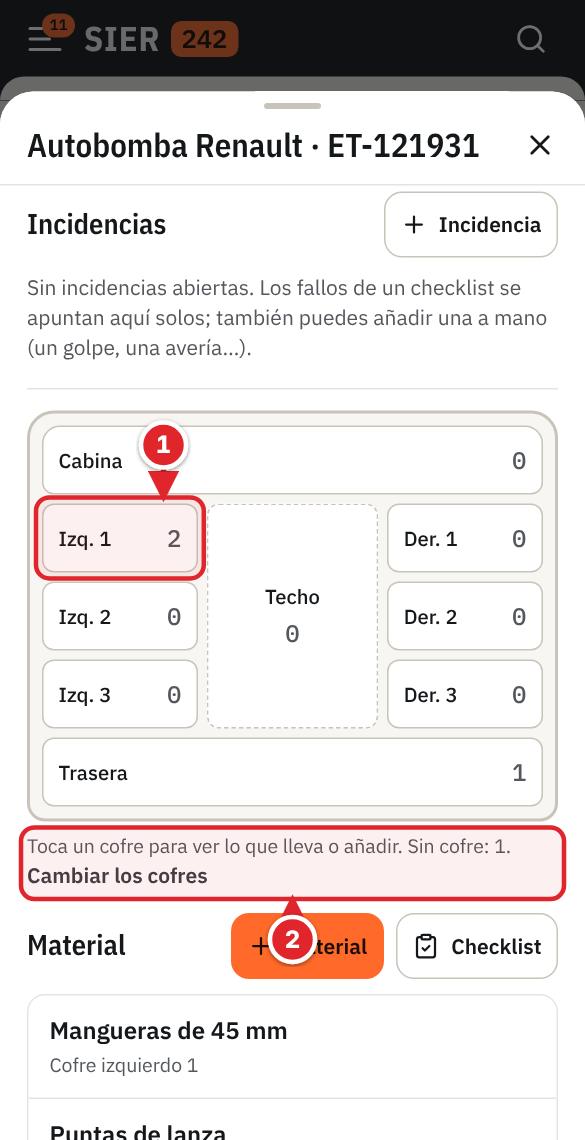 11
SIER 242
Autobomba Renault · ET-121931
Incidencias
+ Incidencia
Sin incidencias abiertas. Los fallos de un checklist se
apuntan aquí solos; también puedes añadir una a mano
(un golpe, una avería...).
1
Cabina 0
Izq. 1 2
Der. 1 0
Izq. 2 0
Techo
0
Der. 2 0
Izq. 3 0
Der. 3 0
Trasera 1
Toca un cofre para ver lo que lleva o añadir. Sin cofre: 1.
Cambiar los cofres
2
Material
Checklist
Mangueras de 45 mm
Cofre izquierdo 1
Puntas de lanza